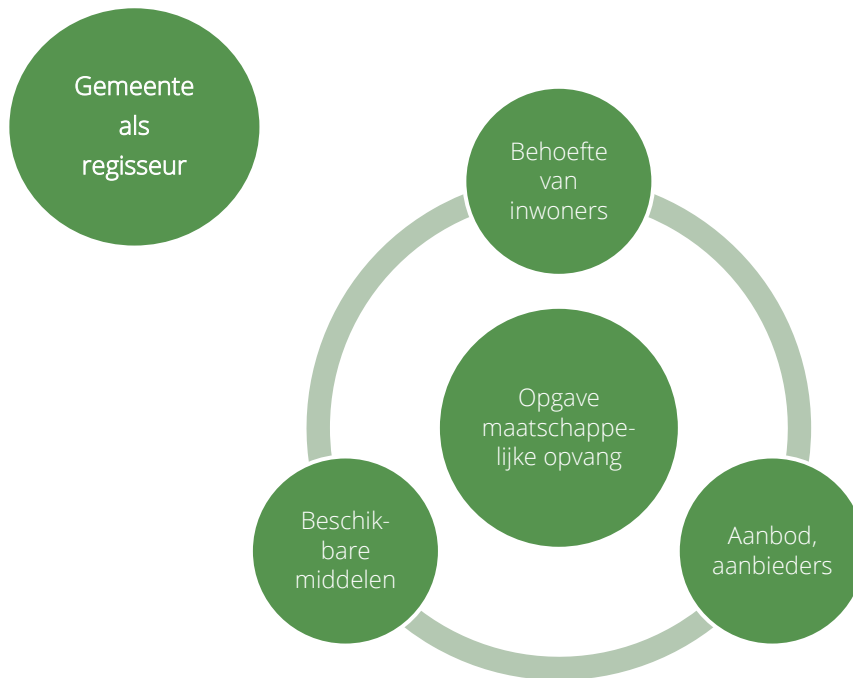 Gemeente
als
regisseur
Behoefte
van
inwoners
Opgave
maatschappe-
lijke opvang
Beschik-
bare
middelen
Aanbod,
aanbieders